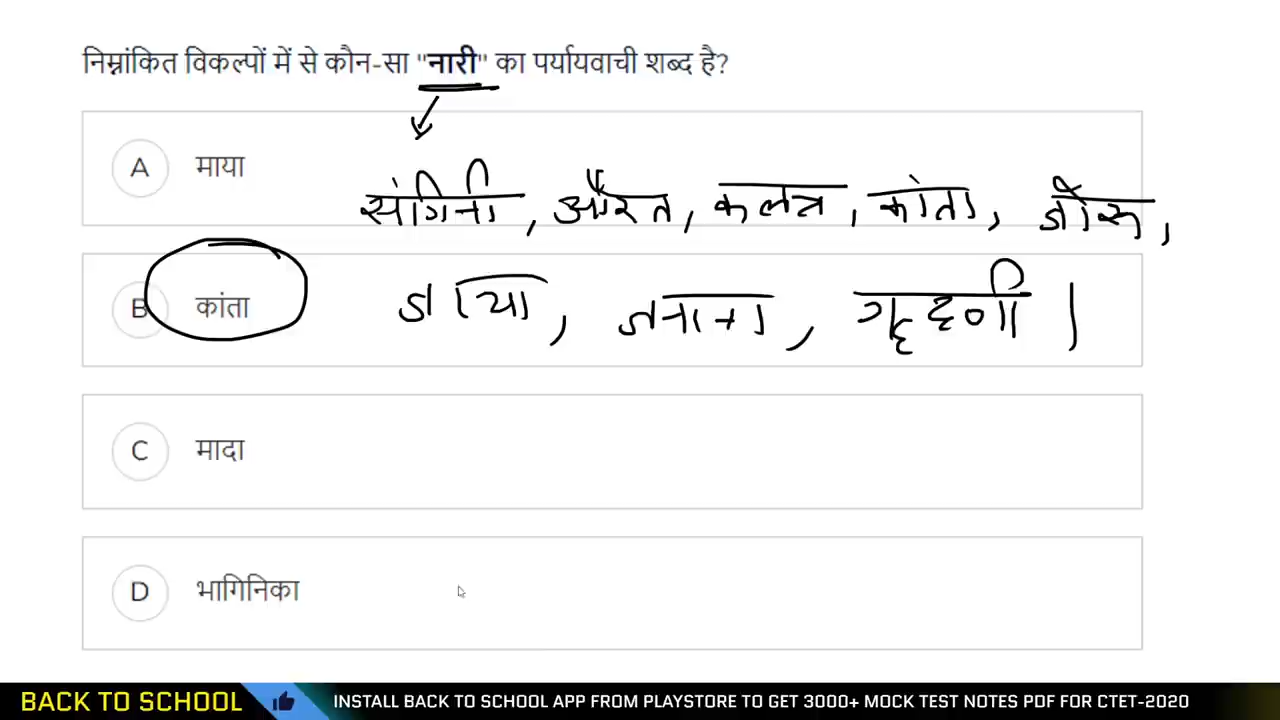 निम्नांकित विकल्पों में से कौन-सा "नारी" का पर्यायवाची शब्द है?
A माया
संगिनी, औरत, कलत्र, कांता, जोरू,
B कांता
जाया, जनाना, गृहणी |
C मादा
D भागिनिका
BACK TO SCHOOL INSTALL BACK TO SCHOOL APP FROM PLAYSTORE TO GET 3000+ MOCK TEST NOTES PDF FOR CTET-2020